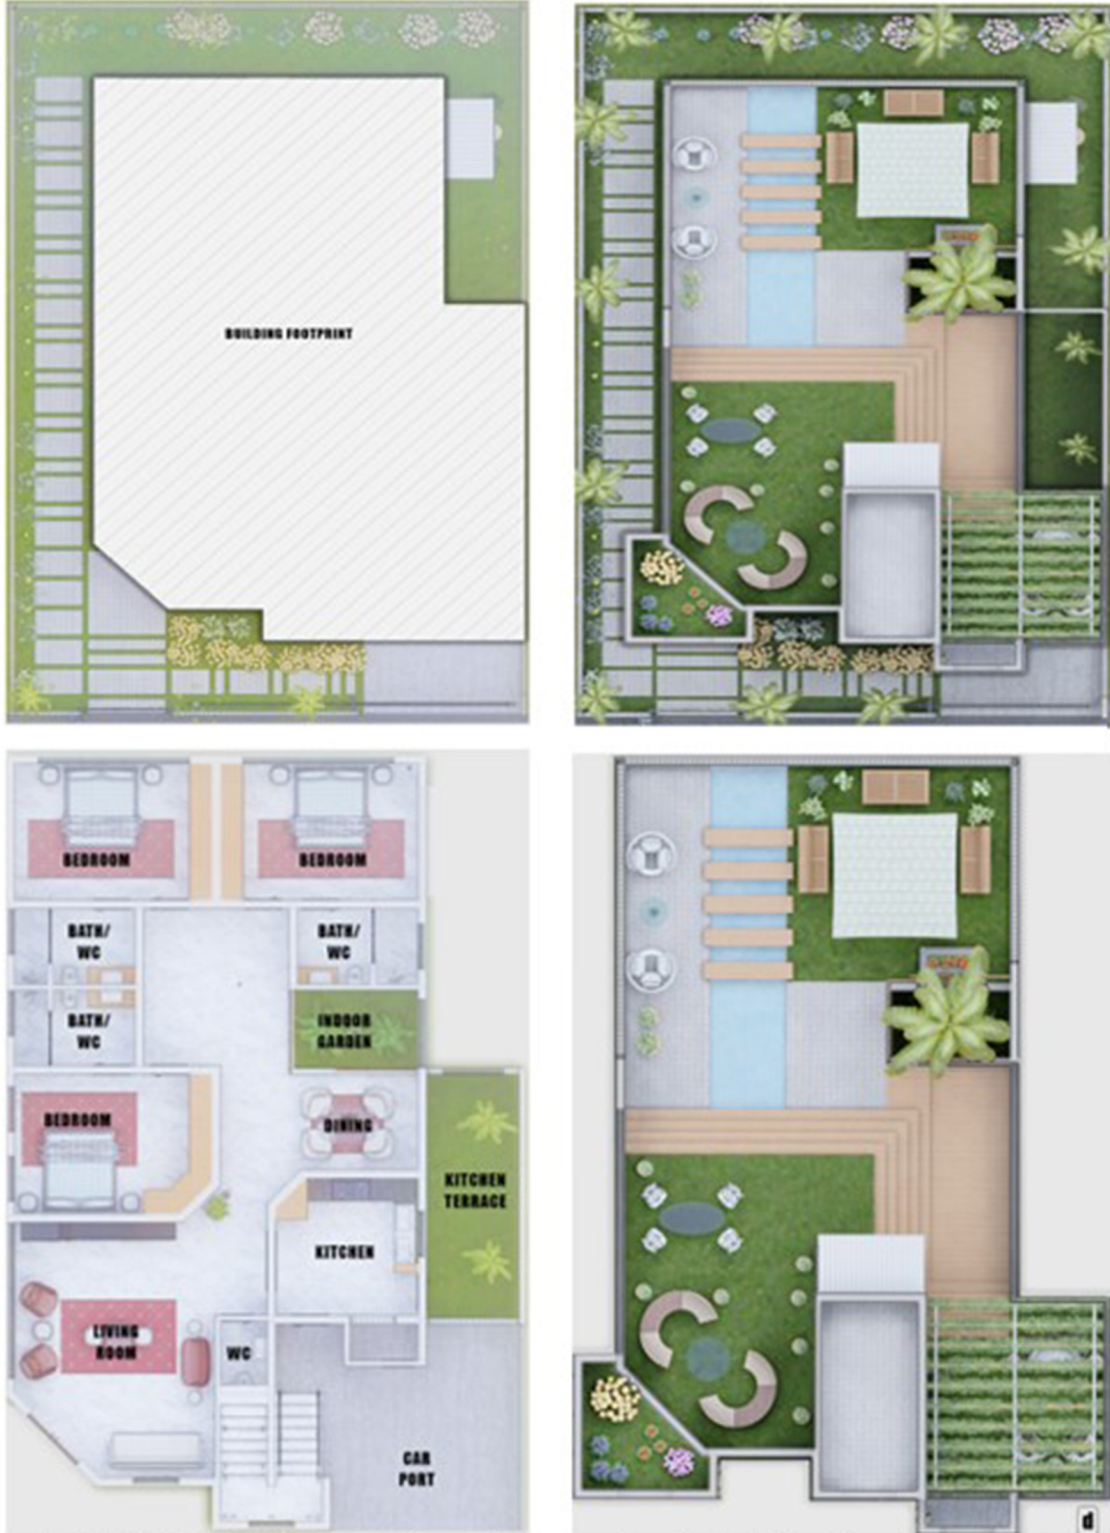 BUILDING FOOTPRINT
BEDROOM
BEDROOM
BATH/
WC
BATH/
WC
BATH/
WC
INDOOR
GARDEN
BEDROOM
DINING
KITCHEN
TERRACE
KITCHEN
LIVING
ROOM
WC
CAR
PORT
d